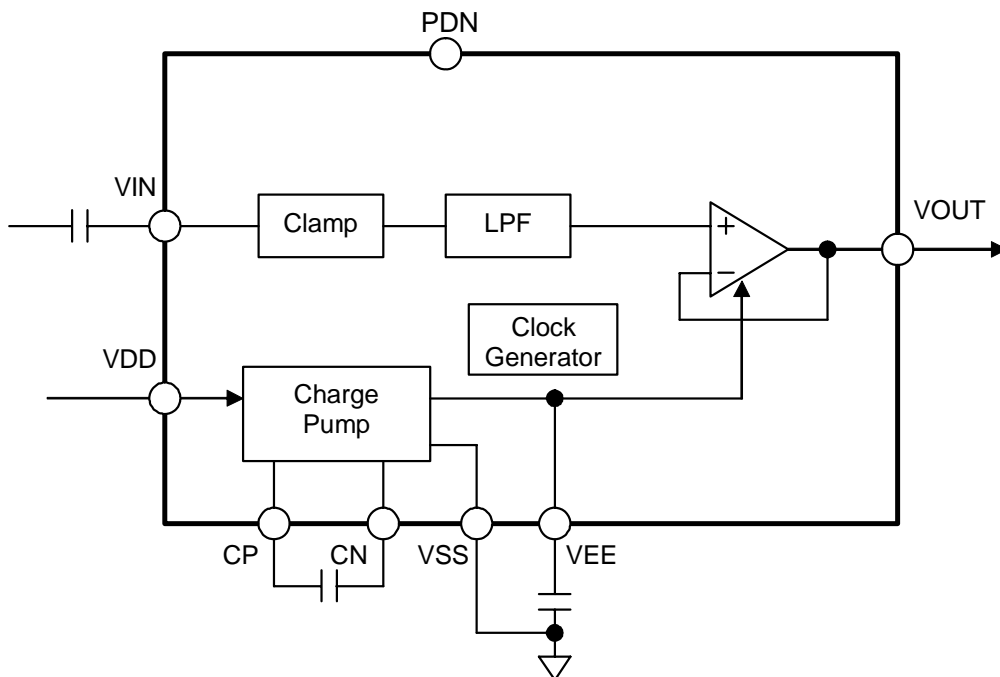 PDN
VIN
Clamp
LPF
+
−
VOUT
Clock
Generator
VDD
Charge
Pump
CP
CN
VSS
VEE